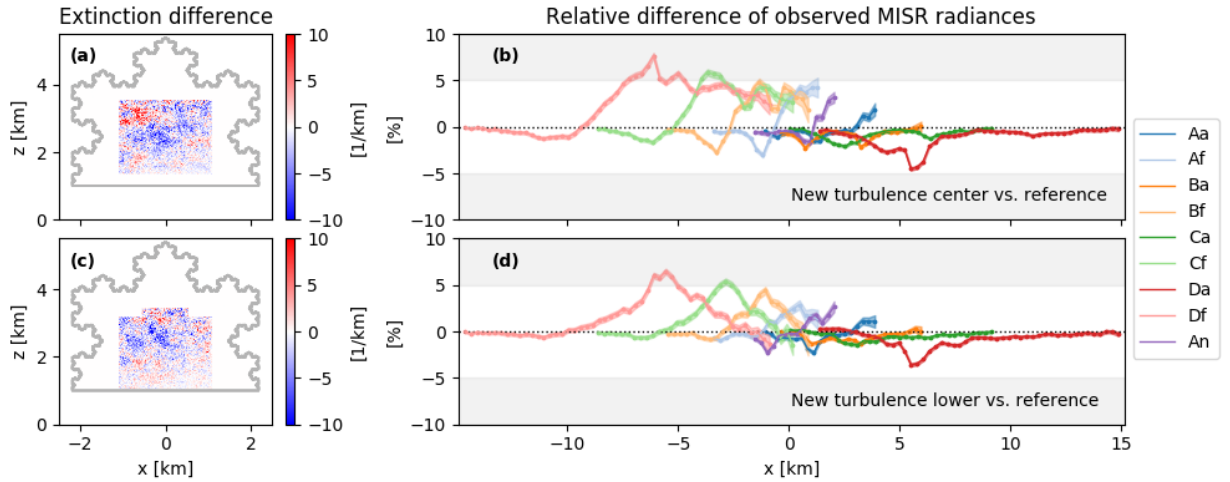 Extinction difference
Relative difference of observed MISR radiances
(a)
z [km]
4
2
0
10
5
0
−5
−10
[1/km]
(b)
[%]
10
5
0
−5
−10
New turbulence center vs. reference
(c)
z [km]
4
2
0
−2
0
2
x [km]
10
5
0
−5
−10
[1/km]
(d)
[%]
10
5
0
−5
−10
New turbulence lower vs. reference
−10
−5
0
5
10
15
x [km]
Aa
Af
Ba
Bf
Ca
Cf
Da
Df
An